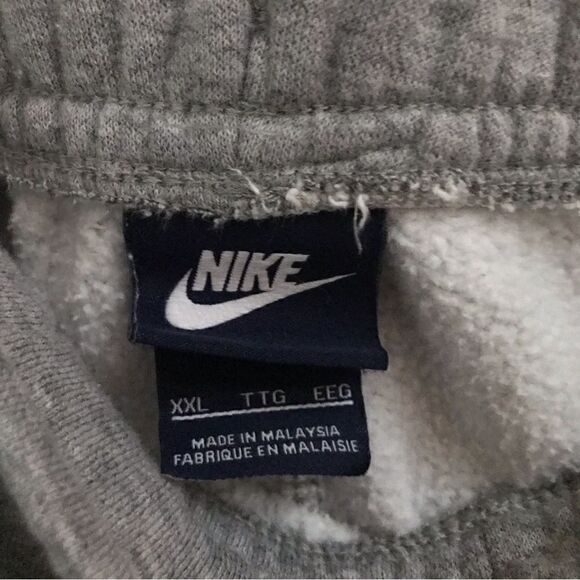 NIKE
XXL TTG EEG
MADE IN MALAYSIA
FABRIQUE EN MALAISIE